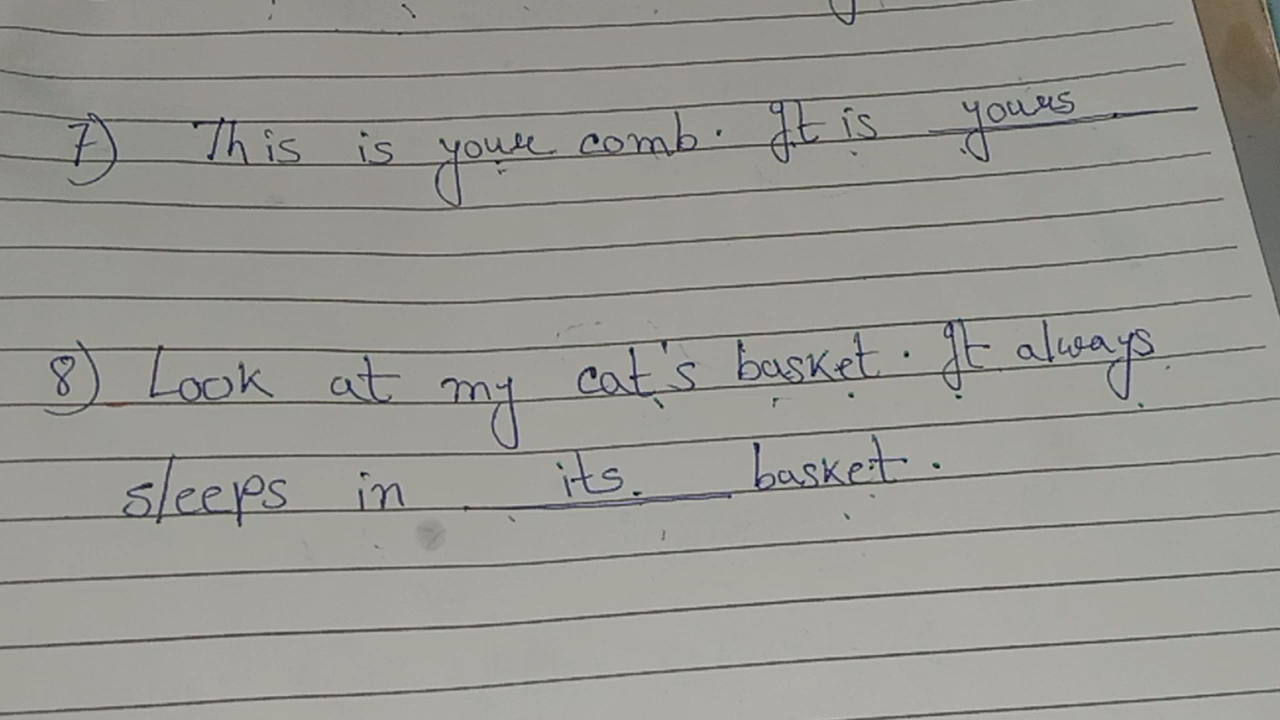 7) This is your comb. It is yours
8) Look at my cat's basket. It always
sleeps in its. basket.